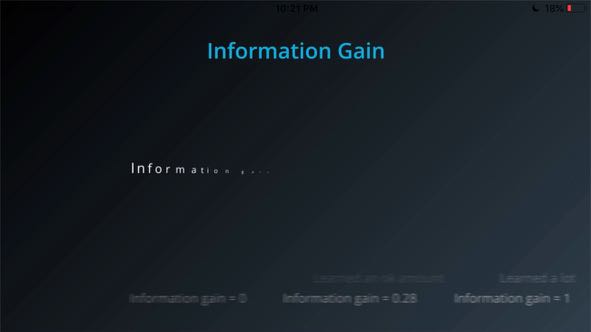 10:21 PM
18%
Information Gain
Information
Learned an ok amount
Learned a lot
Information gain = 0
Information gain = 0.28
Information gain = 1